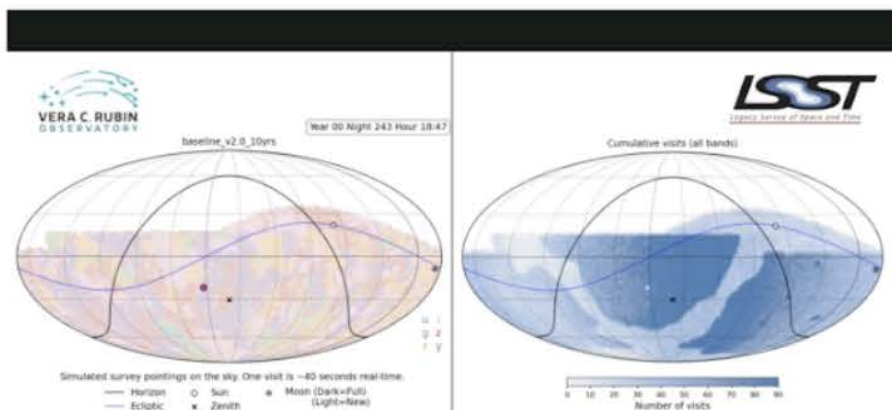 VERA C. RUBIN
OBSERVATORY
Year 00 Night 243 Hour 18:47
baseline_v2.0_10yrs
u i
g z
r y
Simulated survey pointings on the sky. One visit is ~40 seconds real-time.
Horizon
Sun
Moon (Dark=Full)
(Light=New)
Ecliptic
Zenith
LSST
Legacy Survey of Space and Time
Cumulative visits (all bands)
0 10 20 30 40 50 60 70 80 90
Number of visits